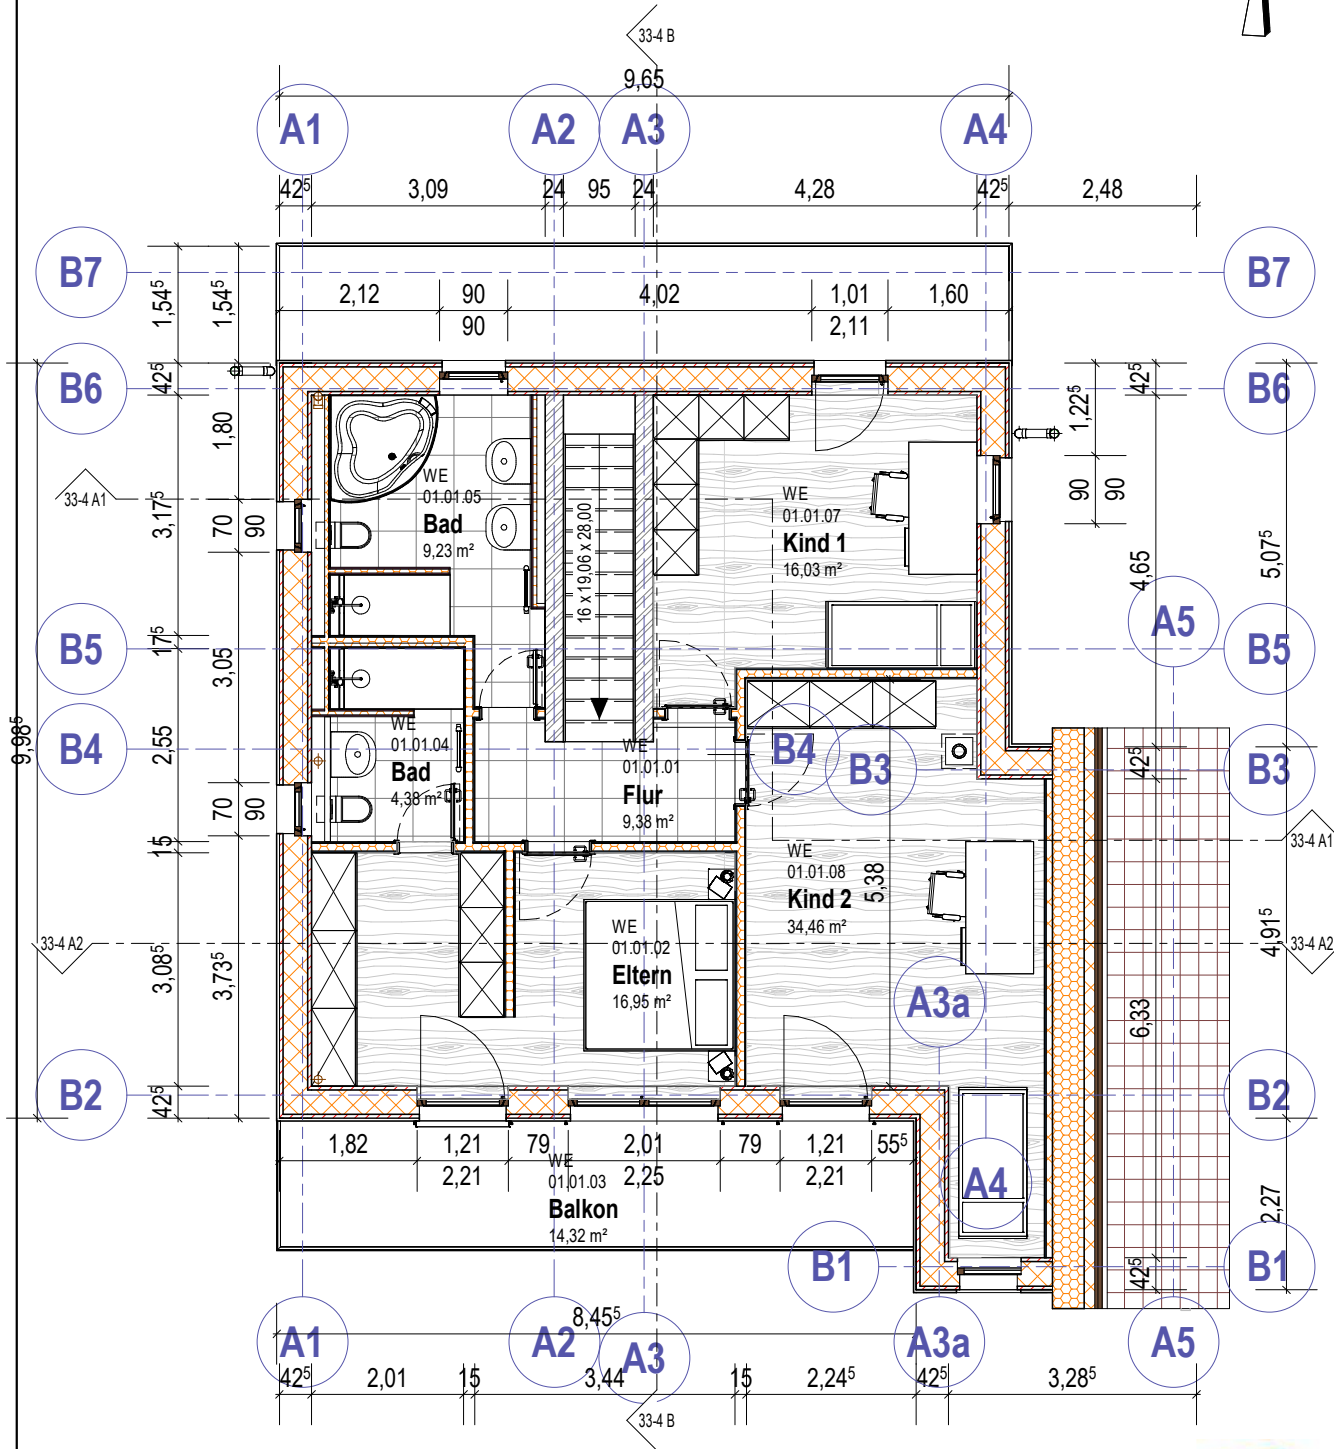 33-4 B
9,65
A1 A2 A3 A4
42⁵ 3,09 24 95 24 4,28 42⁵ 2,48
B7 B7
2,12 90 4,02 1,01 1,60
90 2,11
1,54⁵ 1,54⁵
B6 B6
42⁵ 1,80 1,22⁵ 42⁵
33-4 A1
WE
01.01.05
Bad
9,23 m²
16 x 19,06 x 28,00
WE
01.01.07
Kind 1
16,03 m²
90 90
3,17⁵ 70 90
4,65 5,07⁵
A5
B5 B5
17⁵ 3,05
9,98⁵
B4 B4 B3 B3
2,55
WE
01.01.04
Bad
4,38 m²
WE
01.01.01
Flur
9,38 m²
42⁵
70 90
15
33-4 A1
WE
01.01.08
Kind 2
34,46 m²
5,38
33-4 A2 33-4 A2
WE
01.01.02
Eltern
16,95 m²
3,08⁵ 3,73⁵
4,91⁵
A3a
6,33
B2 B2
42⁵
1,82 1,21 79 2,01 79 1,21 55⁵
2,21 2,25 2,21
WE
01.01.03
Balkon
14,32 m²
A4
2,27
B1 B1
42⁵
8,45⁵
A1 A2 A3 A3a A5
42⁵ 2,01 15 3,44 15 2,24⁵ 42⁵ 3,28⁵
33-4 B